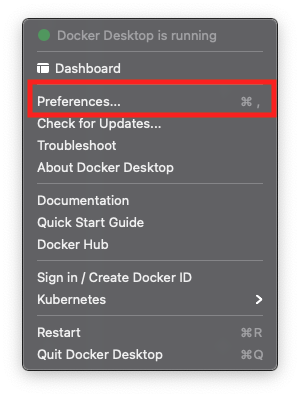 Docker Desktop is running
Dashboard
Preferences... ⌘ ,
Check for Updates...
Troubleshoot
About Docker Desktop
Documentation
Quick Start Guide
Docker Hub
Sign in / Create Docker ID
Kubernetes
Restart ⌘R
Quit Docker Desktop ⌘Q